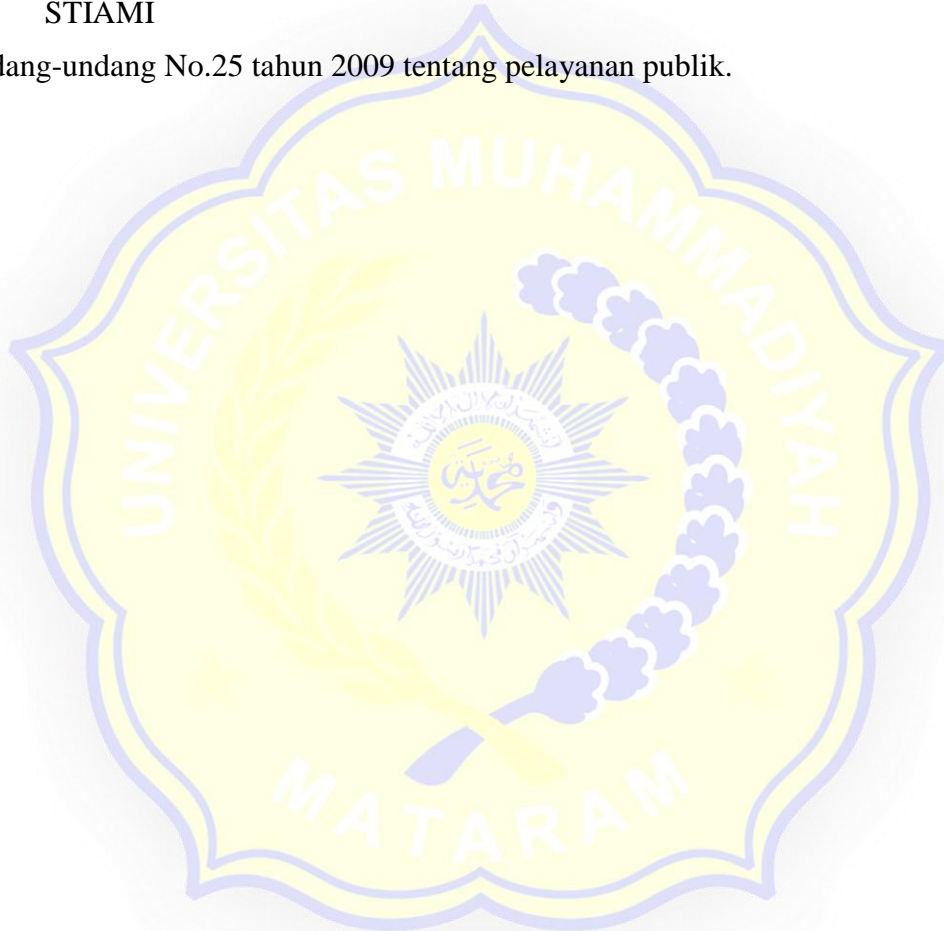 STIAMI
dang-undang No.25 tahun 2009 tentang pelayanan publik.
UNIVERSITAS MUHAMMADIYAH
MATARAM